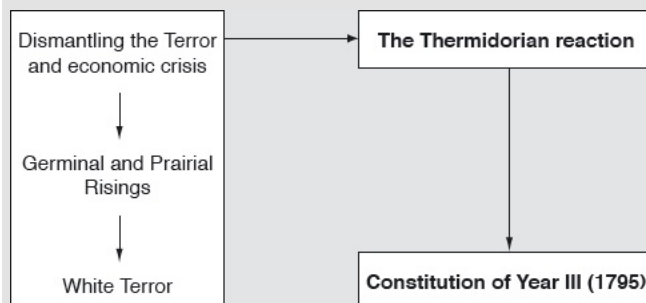 Dismantling the Terror
and economic crisis
Germinal and Prairial
Risings
White Terror
The Thermidorian reaction
Constitution of Year III (1795)